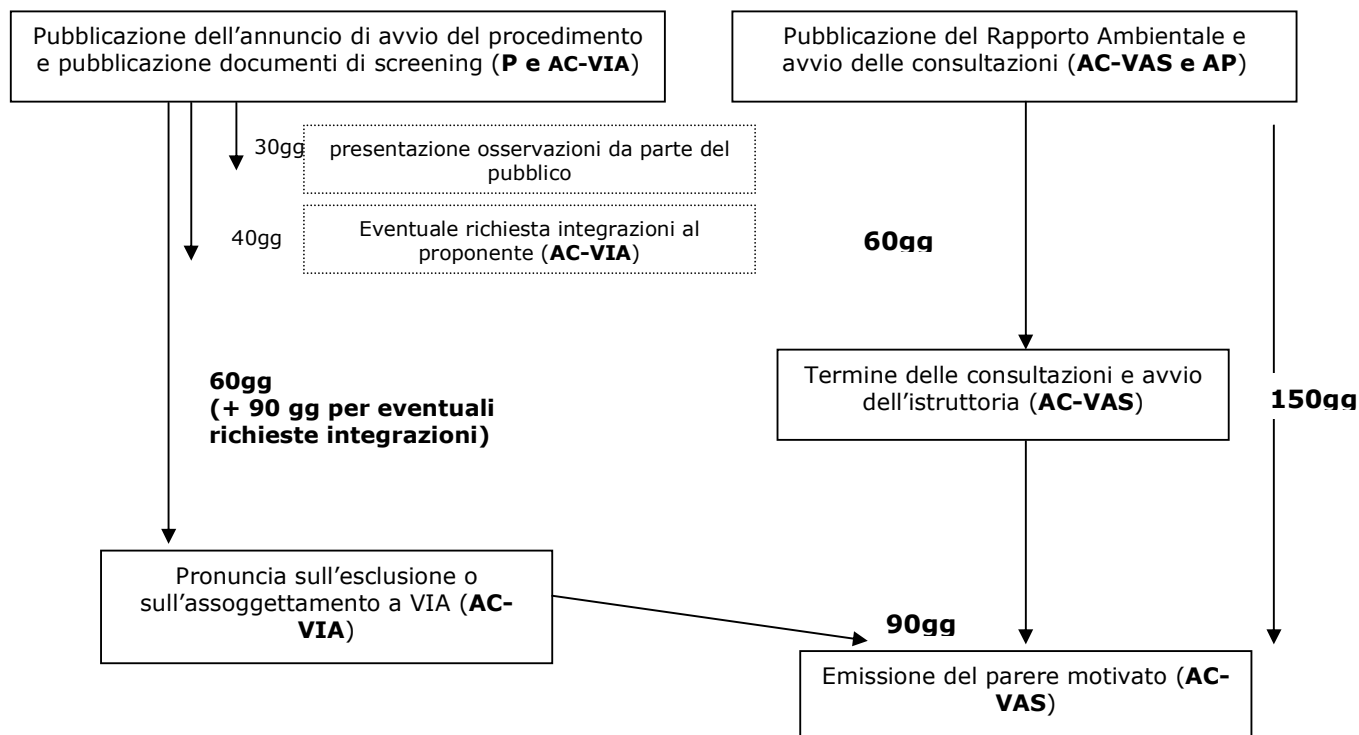 Pubblicazione dell’annuncio di avvio del procedimento
e pubblicazione documenti di screening (P e AC-VIA)
Pubblicazione del Rapporto Ambientale e
avvio delle consultazioni (AC-VAS e AP)
30gg
presentazione osservazioni da parte del
pubblico
40gg
Eventuale richiesta integrazioni al
proponente (AC-VIA)
60gg
60gg
(+ 90 gg per eventuali
richieste integrazioni)
Termine delle consultazioni e avvio
dell’istruttoria (AC-VAS)
150gg
Pronuncia sull’esclusione o
sull’assoggettamento a VIA (AC-
VIA)
90gg
Emissione del parere motivato (AC-
VAS)